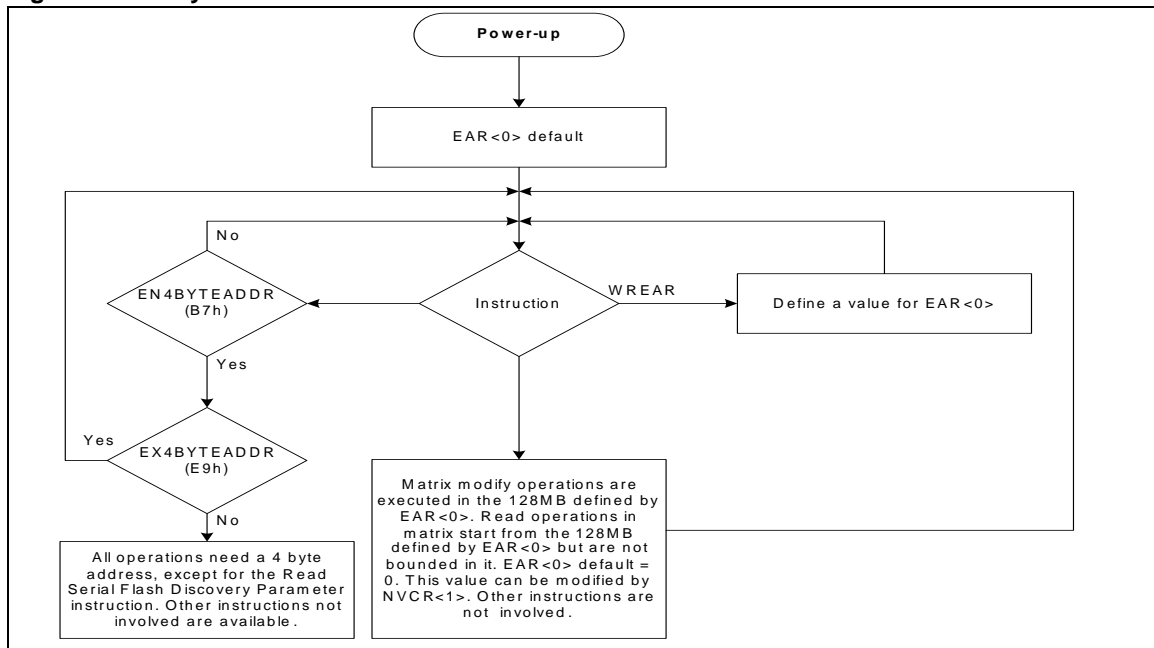 Power-up
EAR<0> default
No
EN4BYTEADDR
(B7h)
Instruction
WREAR
Define a value for EAR<0>
Yes
Yes
EX4BYTEADDR
(E9h)
No
All operations need a 4 byte
address, except for the Read
Serial Flash Discovery Parameter
instruction. Other instructions not
involved are available.
Matrix modify operations are
executed in the 128MB defined by
EAR<0>. Read operations in
matrix start from the 128MB
defined by EAR<0> but are not
bounded in it. EAR<0> default =
0. This value can be modified by
NVCR<1>. Other instructions are
not involved.